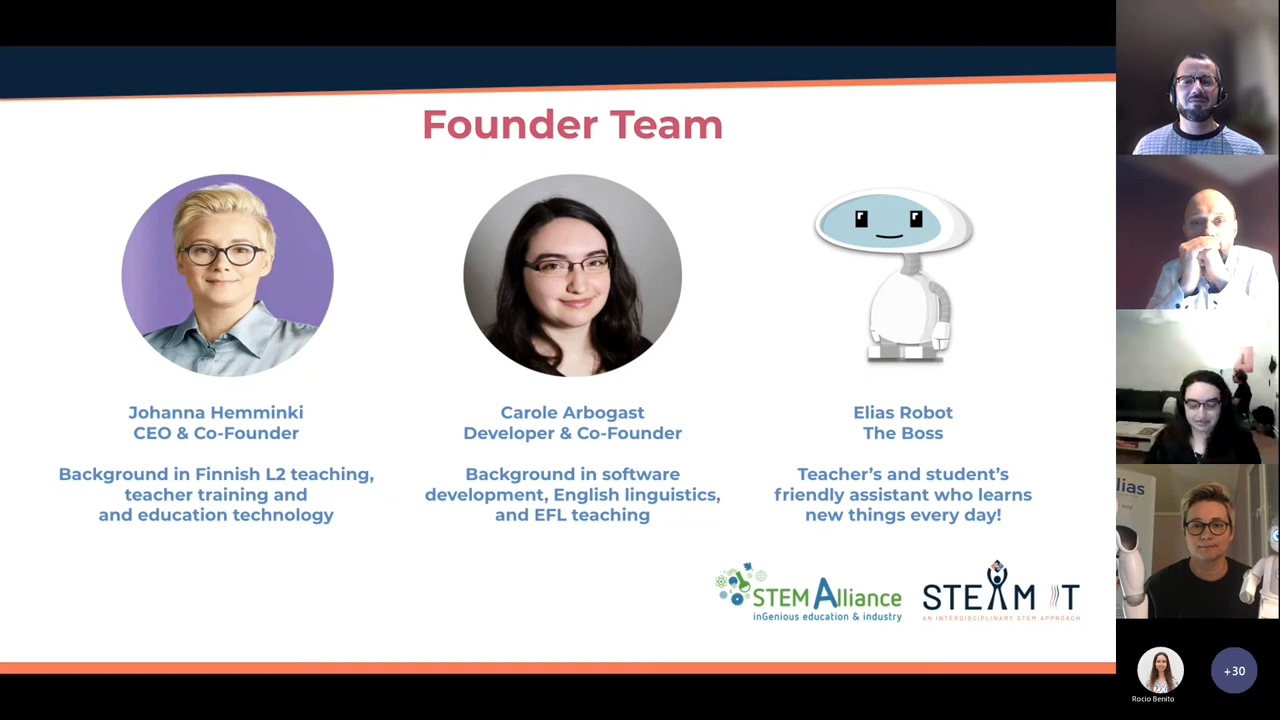 Founder Team
Johanna Hemminki
CEO & Co-Founder
Background in Finnish L2 teaching,
teacher training and
and education technology
Carole Arbogast
Developer & Co-Founder
Background in software
development, English linguistics,
and EFL teaching
Elias Robot
The Boss
Teacher's and student's
friendly assistant who learns
new things every day!
STEM Alliance
inGenious education & industry
STEAM IT
AN INTERDISCIPLINARY STEM APPROACH
lias
way
Rocio Benito
+30